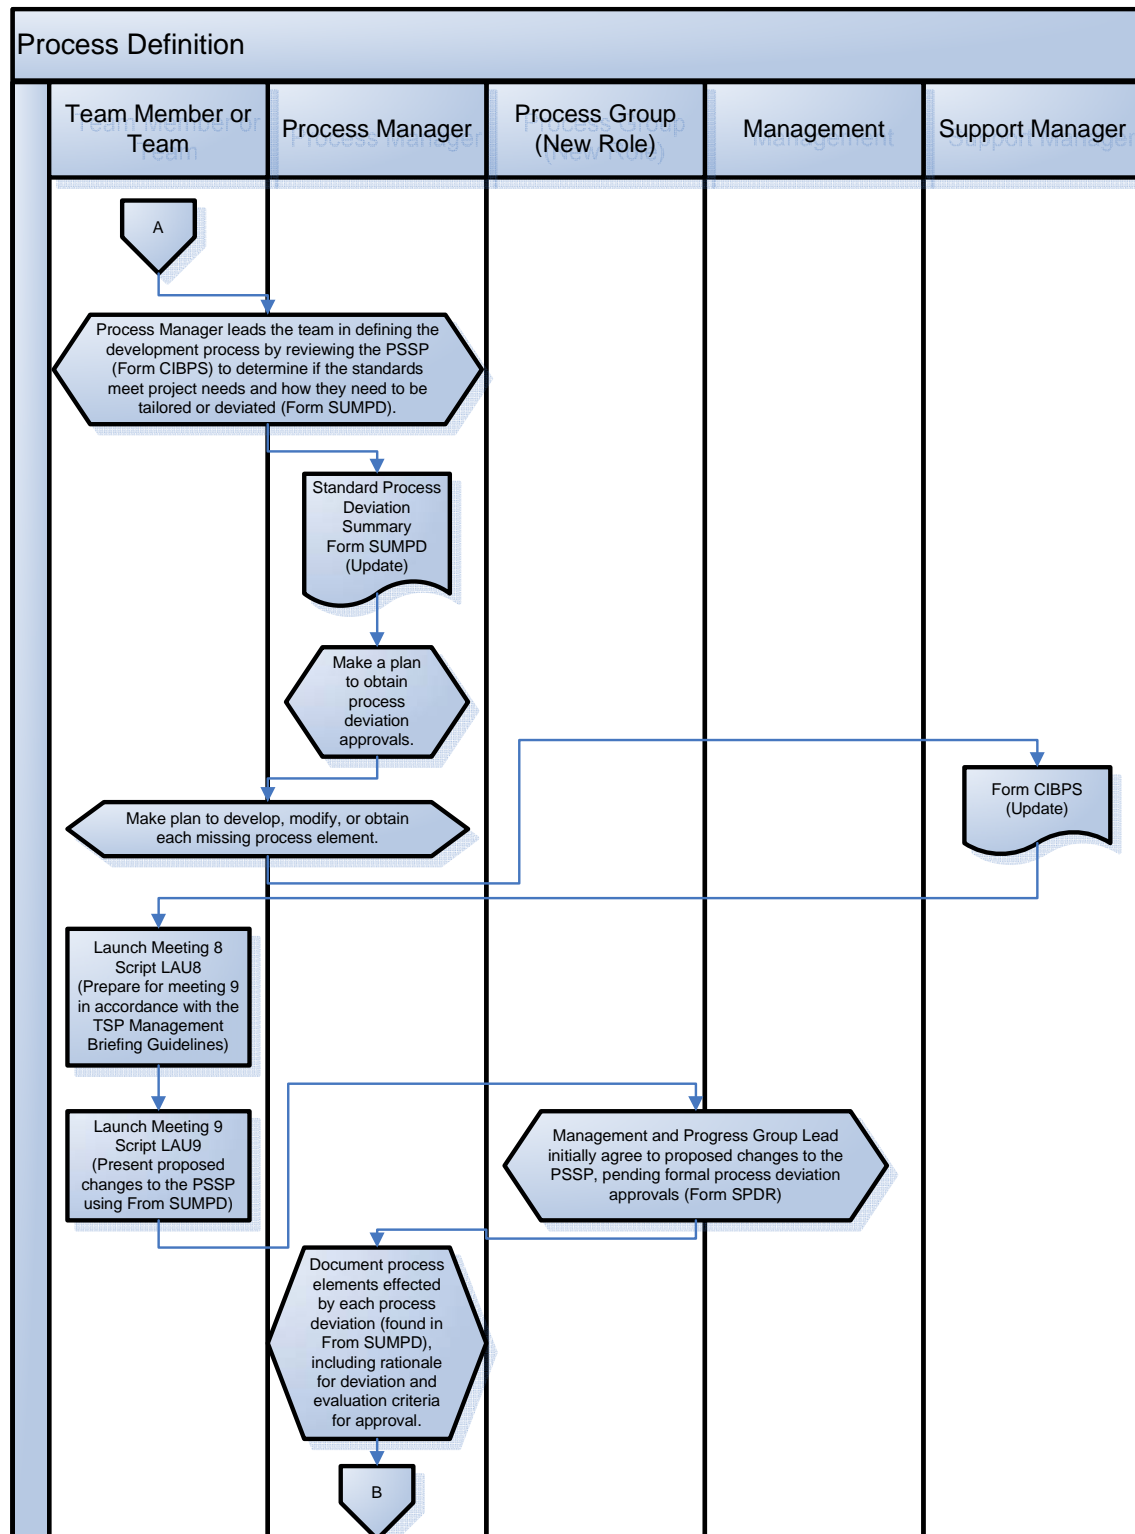 Process Definition
Team Member or
Team
Process Manager
Process Group
(New Role)
Management
Support Manager
A
Process Manager leads the team in defining the
development process by reviewing the PSSP
(Form CIBPS) to determine if the standards
meet project needs and how they need to be
tailored or deviated (Form SUMPD).
Standard Process
Deviation
Summary
Form SUMPD
(Update)
Make a plan
to obtain
process
deviation
approvals.
Form CIBPS
(Update)
Make plan to develop, modify, or obtain
each missing process element.
Launch Meeting 8
Script LAU8
(Prepare for meeting 9
in accordance with the
TSP Management
Briefing Guidelines)
Launch Meeting 9
Script LAU9
(Present proposed
changes to the PSSP
using From SUMPD)
Management and Progress Group Lead
initially agree to proposed changes to the
PSSP, pending formal process deviation
approvals (Form SPDR)
Document process
elements effected
by each process
deviation (found in
From SUMPD),
including rationale
for deviation and
evaluation criteria
for approval.
B